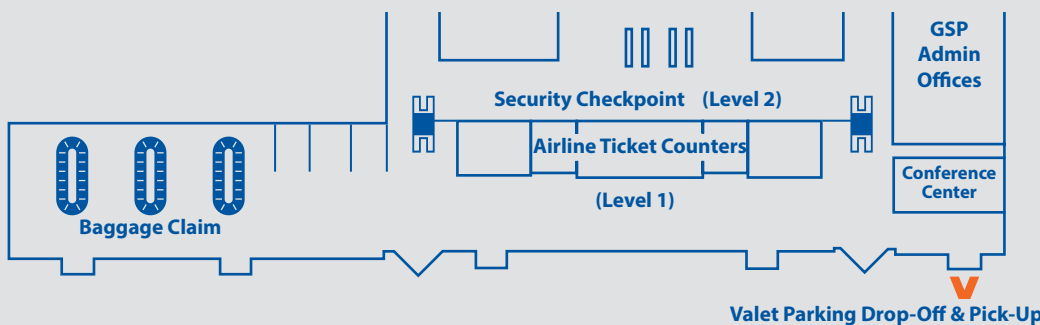 GSP
Admin
Offices
Security Checkpoint (Level 2)
Airline Ticket Counters
Conference
Center
(Level 1)
Baggage Claim
V
Valet Parking Drop-Off & Pick-Up